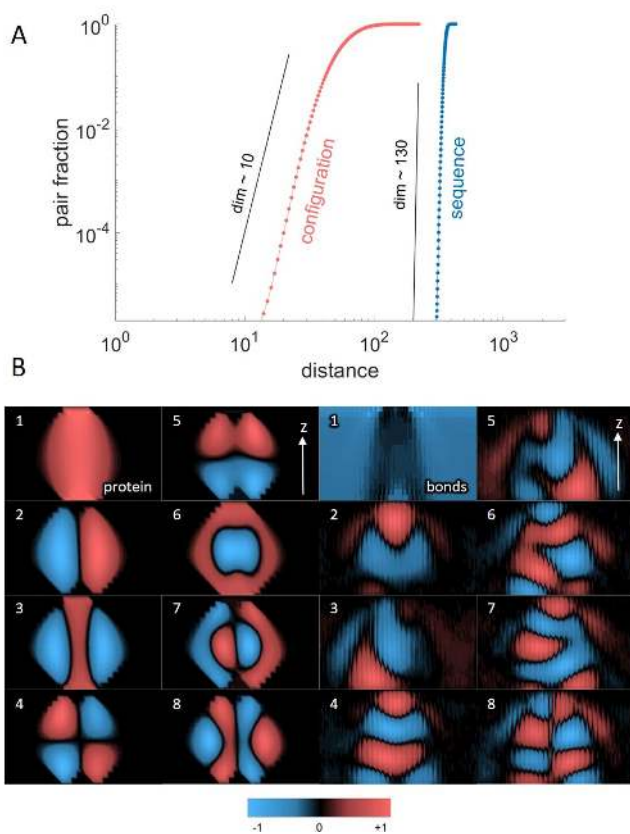 A
pair fraction
10^0
10^-2
10^-4
dim ~ 10
configuration
dim ~ 130
sequence
10^0
10^1
10^2
10^3
distance
B
1
protein
5
z
1
bonds
5
z
2
6
2
6
3
7
3
7
4
8
4
8
-1
0
+1